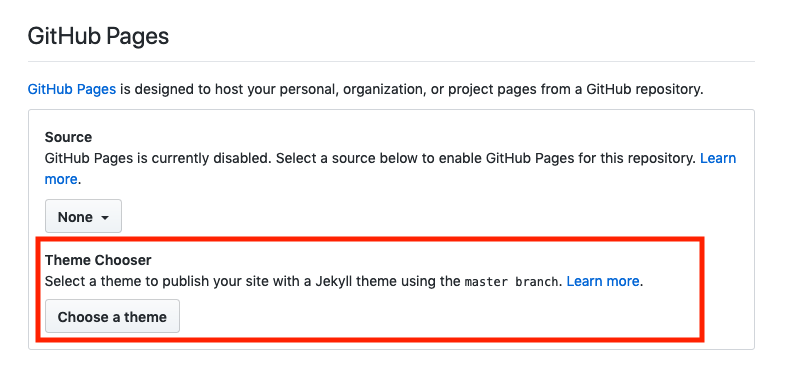 GitHub Pages
GitHub Pages is designed to host your personal, organization, or project pages from a GitHub repository.
Source
GitHub Pages is currently disabled. Select a source below to enable GitHub Pages for this repository. Learn
more.
None
Theme Chooser
Select a theme to publish your site with a Jekyll theme using the master branch. Learn more.
Choose a theme